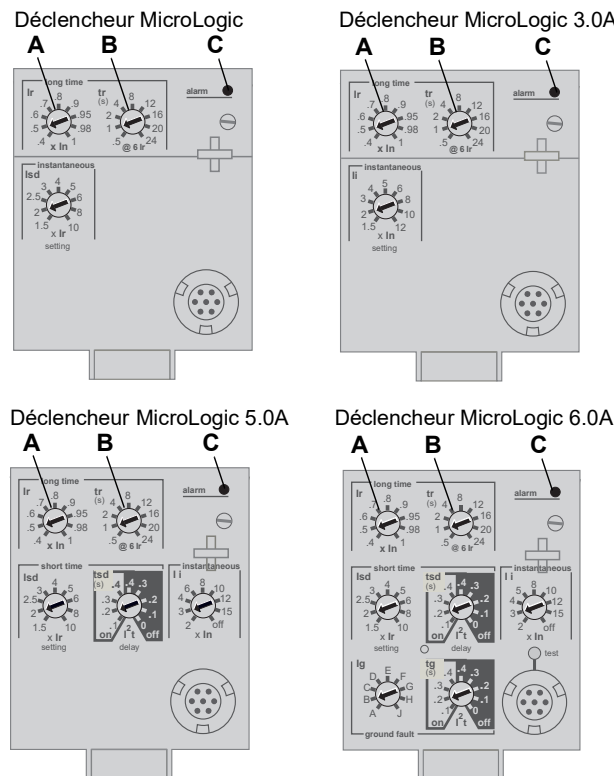 Déclencheur MicroLogic
A B C
long time
Ir
.4 .5 .6 .7 .8 .9 .95 .98 1
x In
tr
(s)
.5 1 2 4 8 12 16 20 24
@ 6 Ir
alarm
instantaneous
Isd
1.5 2 2.5 3 4 5 6 8 10
x Ir
setting
Déclencheur MicroLogic 3.0A
A B C
long time
Ir
.4 .5 .6 .7 .8 .9 .95 .98 1
x In
tr
(s)
.5 1 2 4 8 12 16 20 24
@ 6 Ir
alarm
instantaneous
Ii
1.5 2 3 4 5 6 8 10 12
x In
setting
Déclencheur MicroLogic 5.0A
A B C
long time
Ir
.4 .5 .6 .7 .8 .9 .95 .98 1
x In
tr
(s)
.5 1 2 4 8 12 16 20 24
@ 6 Ir
alarm
short time
Isd
1.5 2 2.5 3 4 5 6 8 10
x Ir
setting
tsd
(s)
.1 .2 .3 .4 .4 .3 .2 .1 0
on I2t off
delay
instantaneous
I i
2 3 4 6 8 10 12 15 off
x In
Déclencheur MicroLogic 6.0A
A B C
long time
Ir
.4 .5 .6 .7 .8 .9 .95 .98 1
x In
tr
(s)
.5 1 2 4 8 12 16 20 24
@ 6 Ir
alarm
short time
Isd
1.5 2 2.5 3 4 5 6 8 10
x Ir
setting
tsd
(s)
.1 .2 .3 .4 .4 .3 .2 .1 0
on I2t off
delay
instantaneous
I i
2 3 4 6 8 10 12 15 off
x In
test
Ig
A B C D E F G H J
tg
(s)
.1 .2 .3 .4 .4 .3 .2 .1 0
on I2t off
ground fault